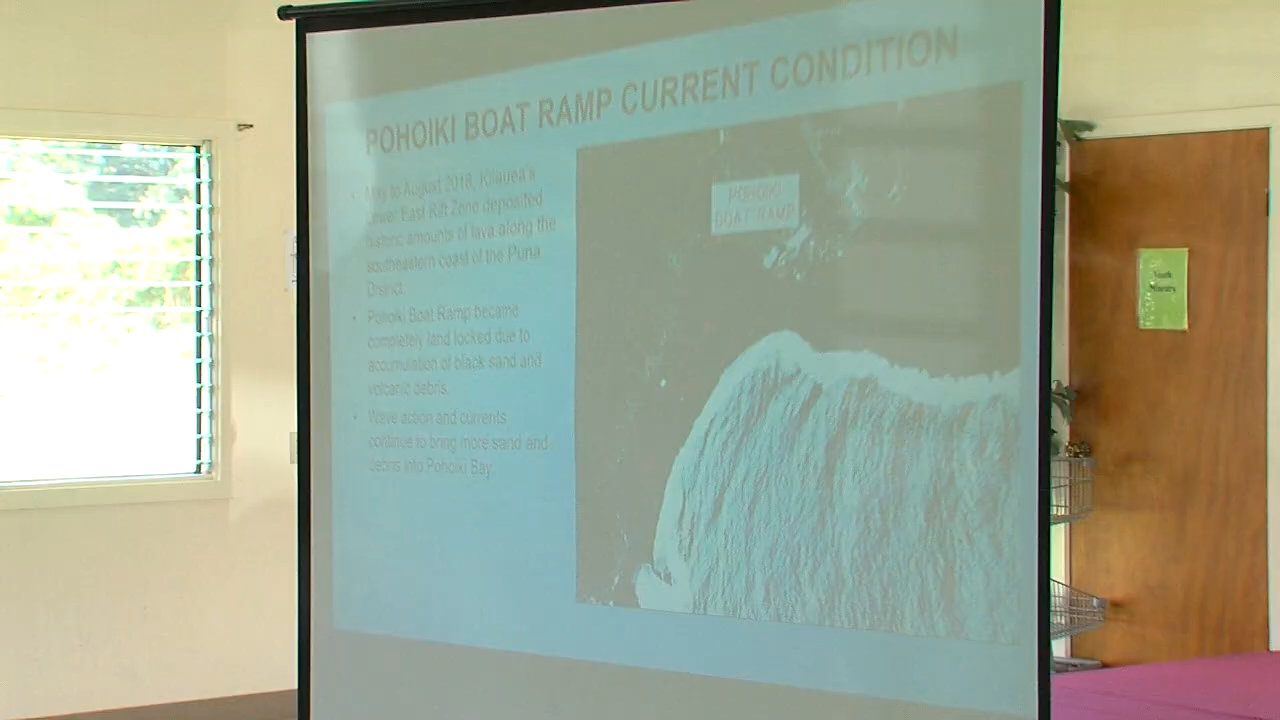 POHOIKI BOAT RAMP CURRENT CONDITION
• May to August 2018, Kilauea's
Lower East Rift Zone deposited
historic amounts of lava along the
southeastern coast of the Puna
District.
• Pohoiki Boat Ramp became
completely land locked due to
accumulation of black sand and
volcanic debris.
• Wave action and currents
continue to bring more sand and
debris into Pohoiki Bay.
POHOIKI
BOAT RAMP
Youth
Ministry